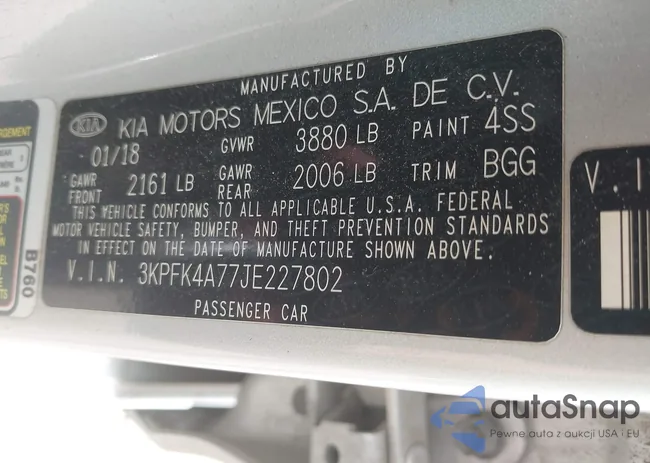 MANUFACTURED BY
KIA KIA MOTORS MEXICO S.A. DE C.V.
01/18 GVWR 3880 LB PAINT 4SS
GAWR FRONT 2161 LB GAWR REAR 2006 LB TRIM BGG
THIS VEHICLE CONFORMS TO ALL APPLICABLE U.S.A. FEDERAL
MOTOR VEHICLE SAFETY, BUMPER, AND THEFT PREVENTION STANDARDS
IN EFFECT ON THE DATE OF MANUFACTURE SHOWN ABOVE.
V.I.N. 3KPFK4A77JE227802
PASSENGER CAR
B760
V.I
autaSnap
Pewne auta z aukcji USA i EU